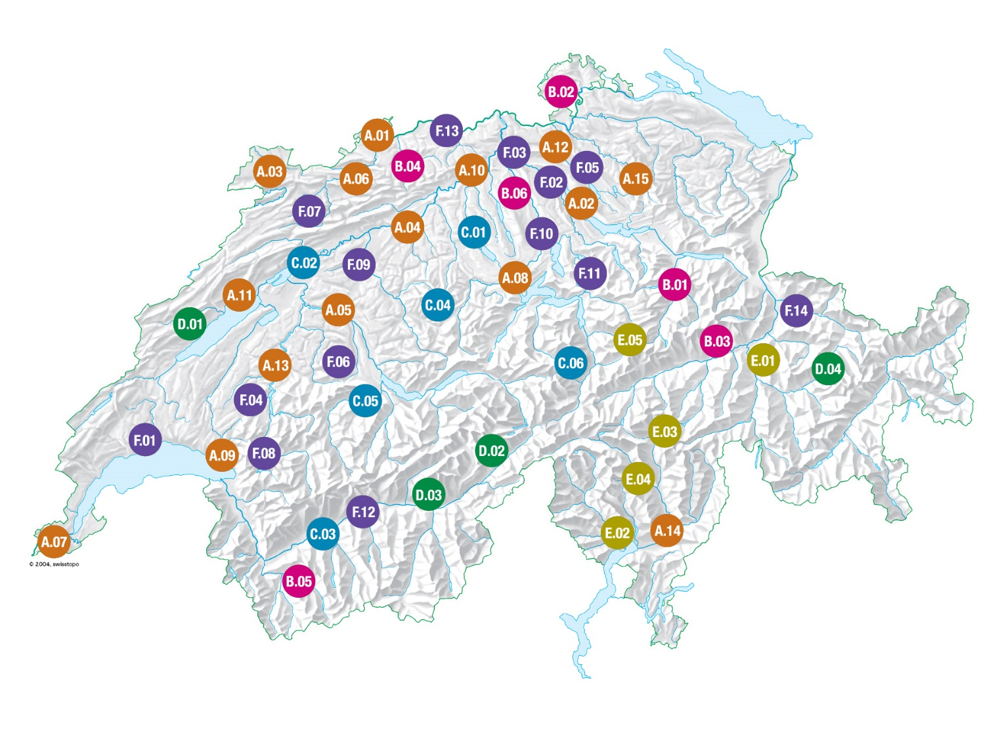 B.02
F.13
A.01
A.12
F.03
B.04
F.05
A.10
A.03
A.06
A.15
F.02
B.06
A.02
F.07
A.04
C.01
F.10
C.02
F.09
F.11
A.08
B.01
A.11
C.04
A.05
F.14
D.01
E.05
B.03
E.01
F.06
C.06
A.13
D.04
F.04
C.05
E.03
F.01
D.02
F.08
A.09
E.04
D.03
F.12
A.14
E.02
C.03
A.07
© 2004, swisstopo
B.05